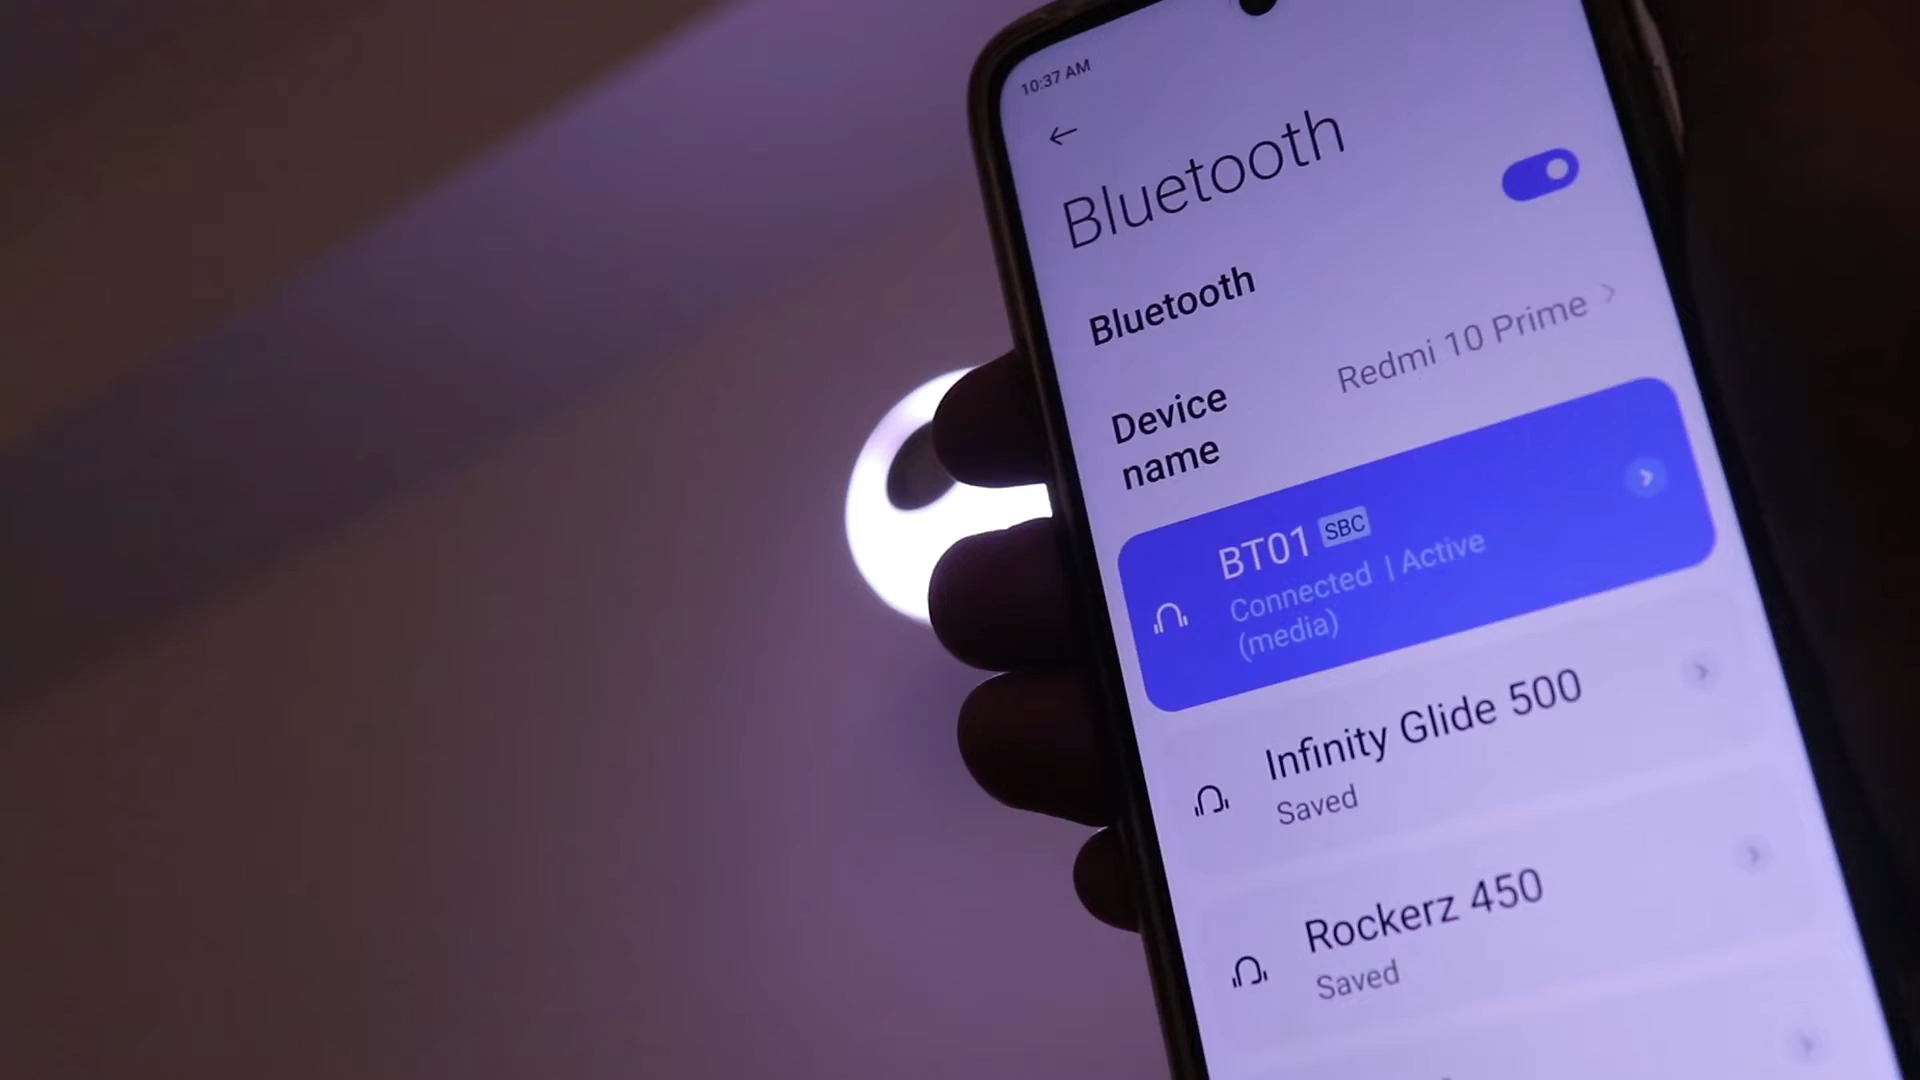 10:37 AM
Bluetooth
Bluetooth
Device name
Redmi 10 Prime
BT01 SBC
Connected | Active
(media)
Infinity Glide 500
Saved
Rockerz 450
Saved